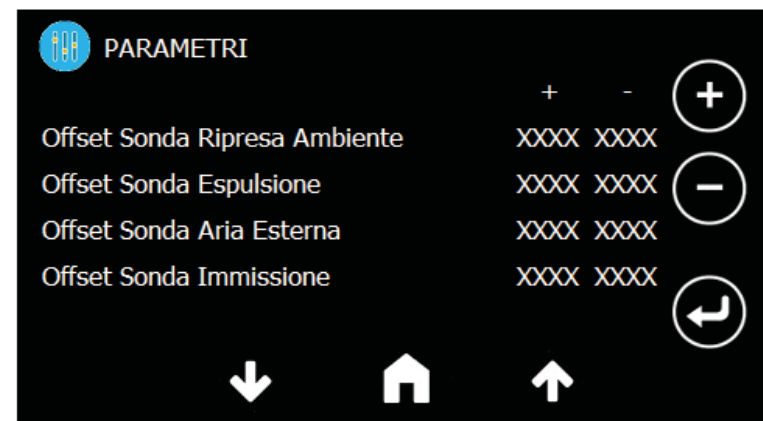 PARAMETRI
+ -
Offset Sonda Ripresa Ambiente XXXX XXXX
Offset Sonda Espulsione XXXX XXXX
Offset Sonda Aria Esterna XXXX XXXX
Offset Sonda Immissione XXXX XXXX